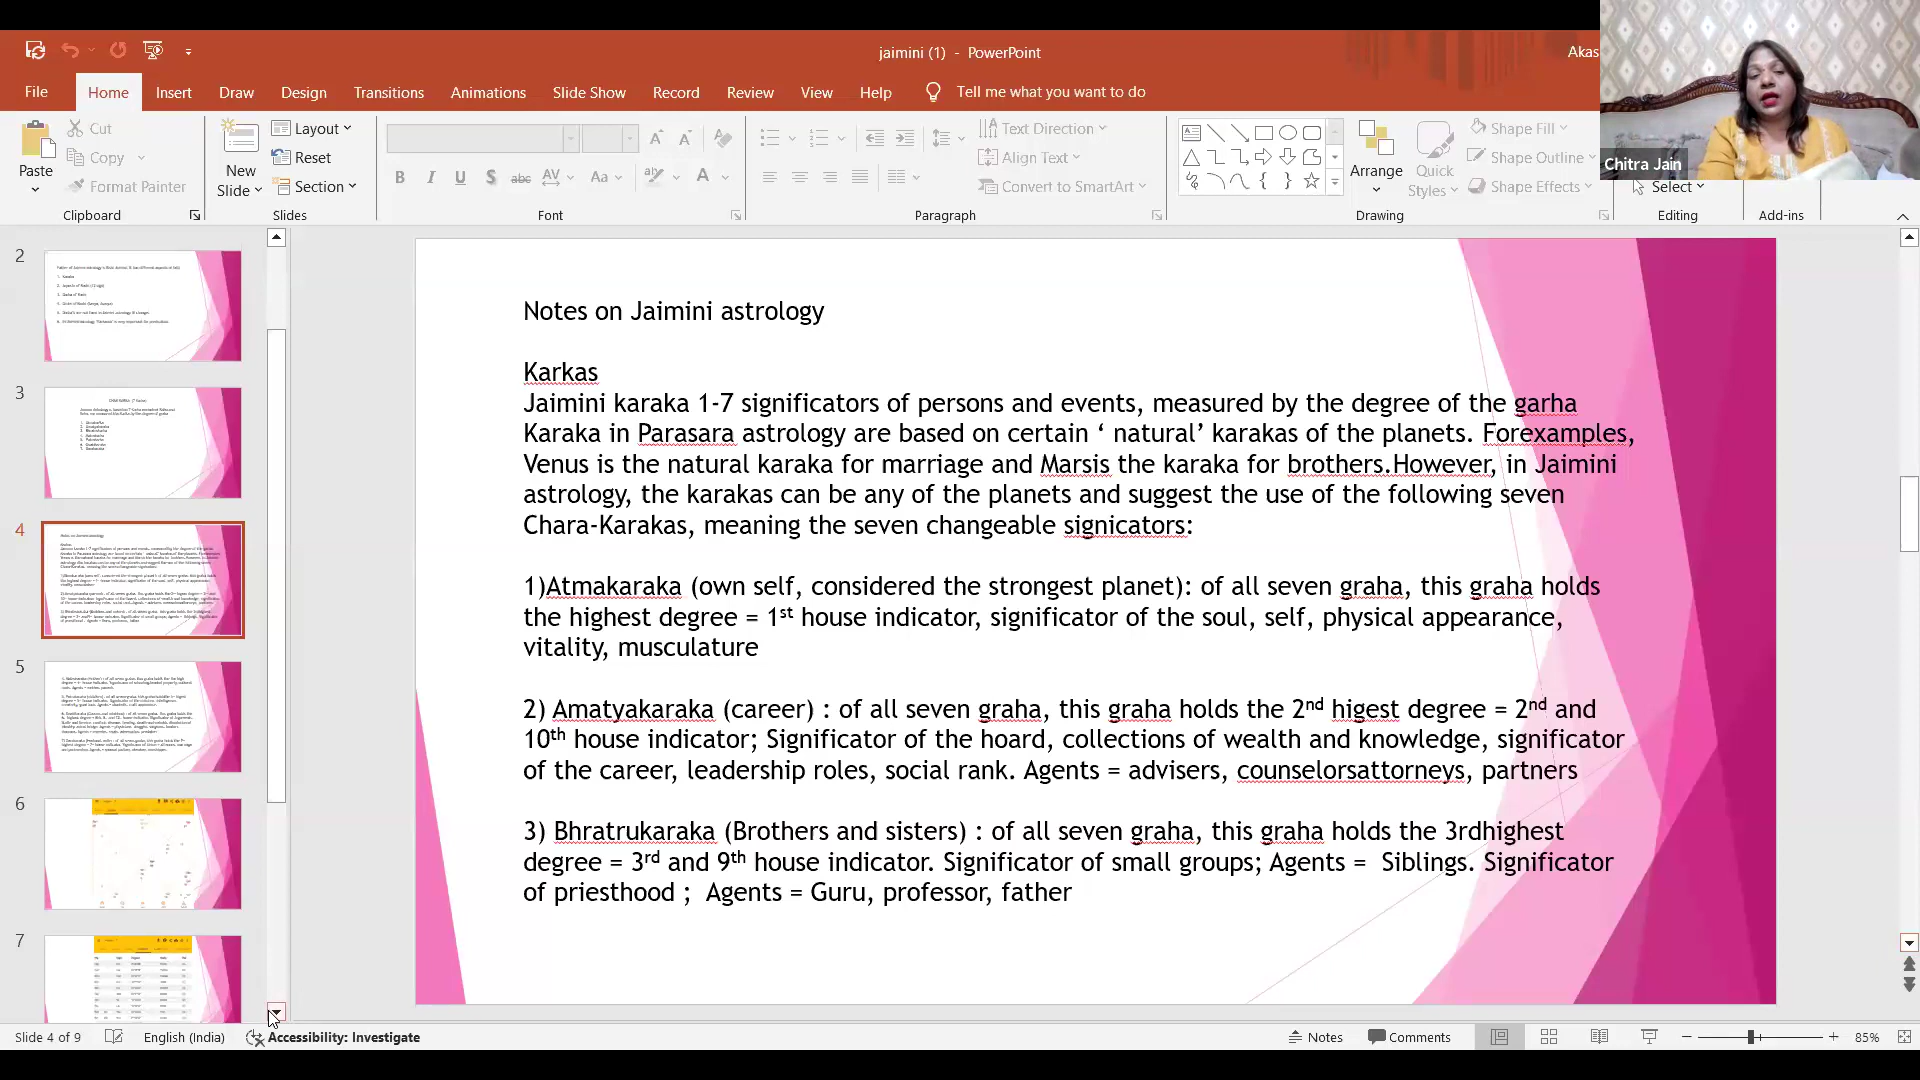 jaimini (1) - PowerPoint
Akas
File
Home
Insert
Draw
Design
Transitions
Animations
Slide Show
Record
Review
View
Help
Tell me what you want to do
Paste
Cut
Copy
Format Painter
Clipboard
New
Slide
Layout
Reset
Section
Slides
Font
Text Direction
Align Text
Convert to SmartArt
Paragraph
Arrange
Quick
Styles
Shape Fill
Shape Outline
Shape Effects
Drawing
Select
Editing
Add-ins
Chitra Jain
2
3
4
5
6
7
Notes on Jaimini astrology
Karkas
Jaimini karaka 1-7 significators of persons and events, measured by the degree of the garha
Karaka in Parasara astrology are based on certain ‘ natural’ karakas of the planets. Forexamples,
Venus is the natural karaka for marriage and Marsis the karaka for brothers.However, in Jaimini
astrology, the karakas can be any of the planets and suggest the use of the following seven
Chara-Karakas, meaning the seven changeable signicators:
1)Atmakaraka (own self, considered the strongest planet): of all seven graha, this graha holds
the highest degree = 1st house indicator, significator of the soul, self, physical appearance,
vitality, musculature
2) Amatyakaraka (career) : of all seven graha, this graha holds the 2nd higest degree = 2nd and
10th house indicator; Significator of the hoard, collections of wealth and knowledge, significator
of the career, leadership roles, social rank. Agents = advisers, counselorsattorneys, partners
3) Bhratrukaraka (Brothers and sisters) : of all seven graha, this graha holds the 3rdhighest
degree = 3rd and 9th house indicator. Significator of small groups; Agents = Siblings. Significator
of priesthood ; Agents = Guru, professor, father
Slide 4 of 9
English (India)
Accessibility: Investigate
Notes
Comments
85%